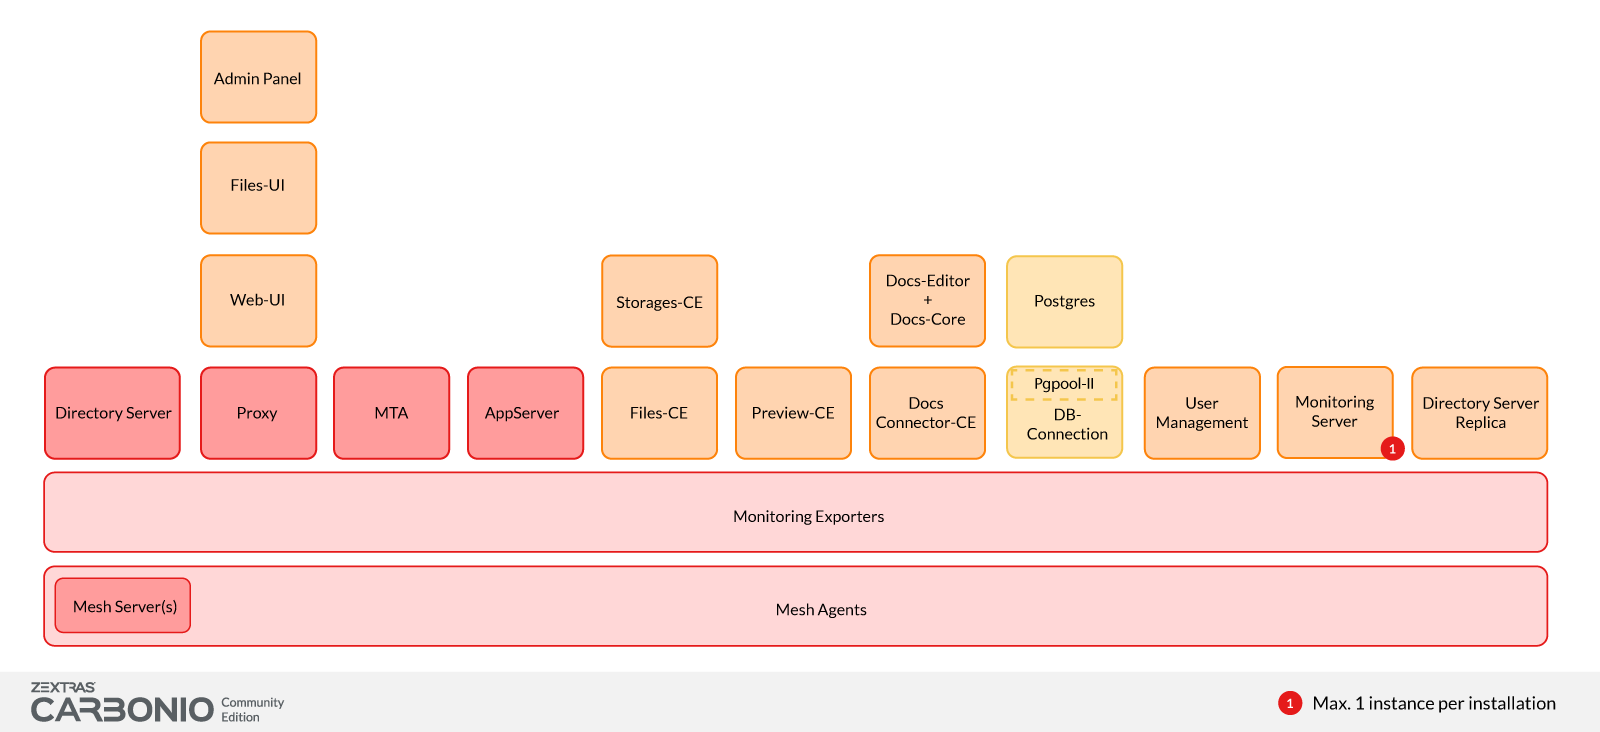 Admin Panel
Files-UI
Web-UI
Storages-CE
Docs-Editor
+
Docs-Core
Postgres
Directory Server
Proxy
MTA
AppServer
Files-CE
Preview-CE
Docs
Connector-CE
Pgpool-II
DB-
Connection
User
Management
Monitoring
Server
1
Directory Server
Replica
Monitoring Exporters
Mesh Server(s)
Mesh Agents
ZEXTRAS
CARBONIO
Community
Edition
1 Max. 1 instance per installation